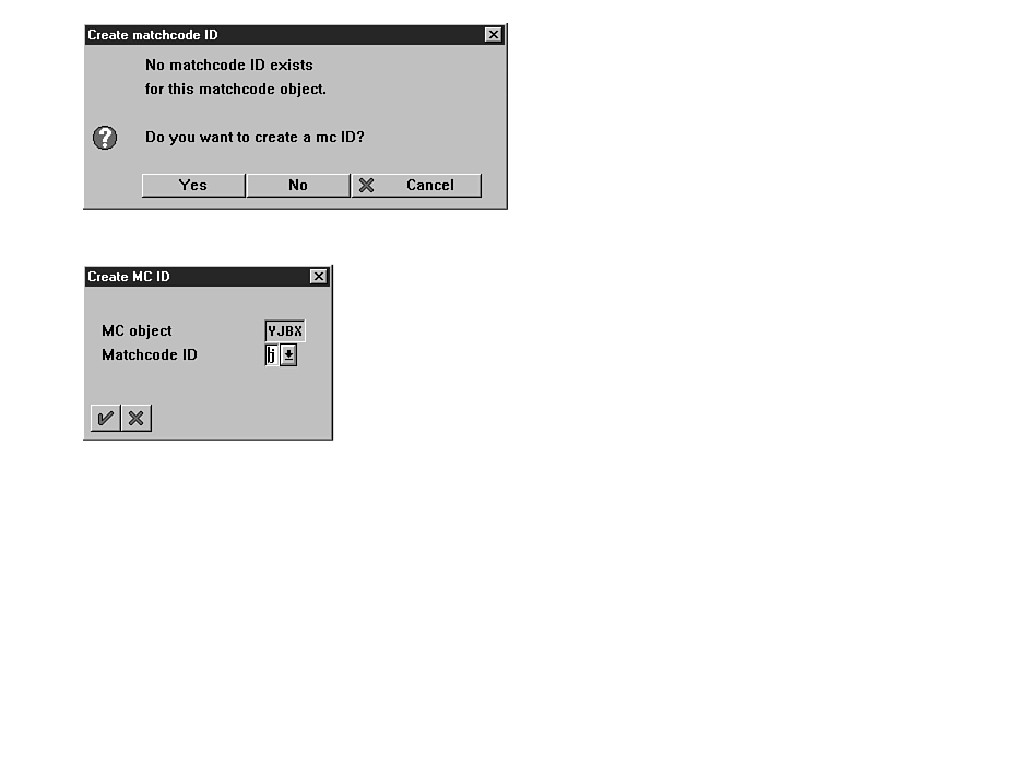 Create matchcode ID
No matchcode ID exists
for this matchcode object.
Do you want to create a mc ID?
Yes No Cancel
Create MC ID
MC object YJBX
Matchcode ID j